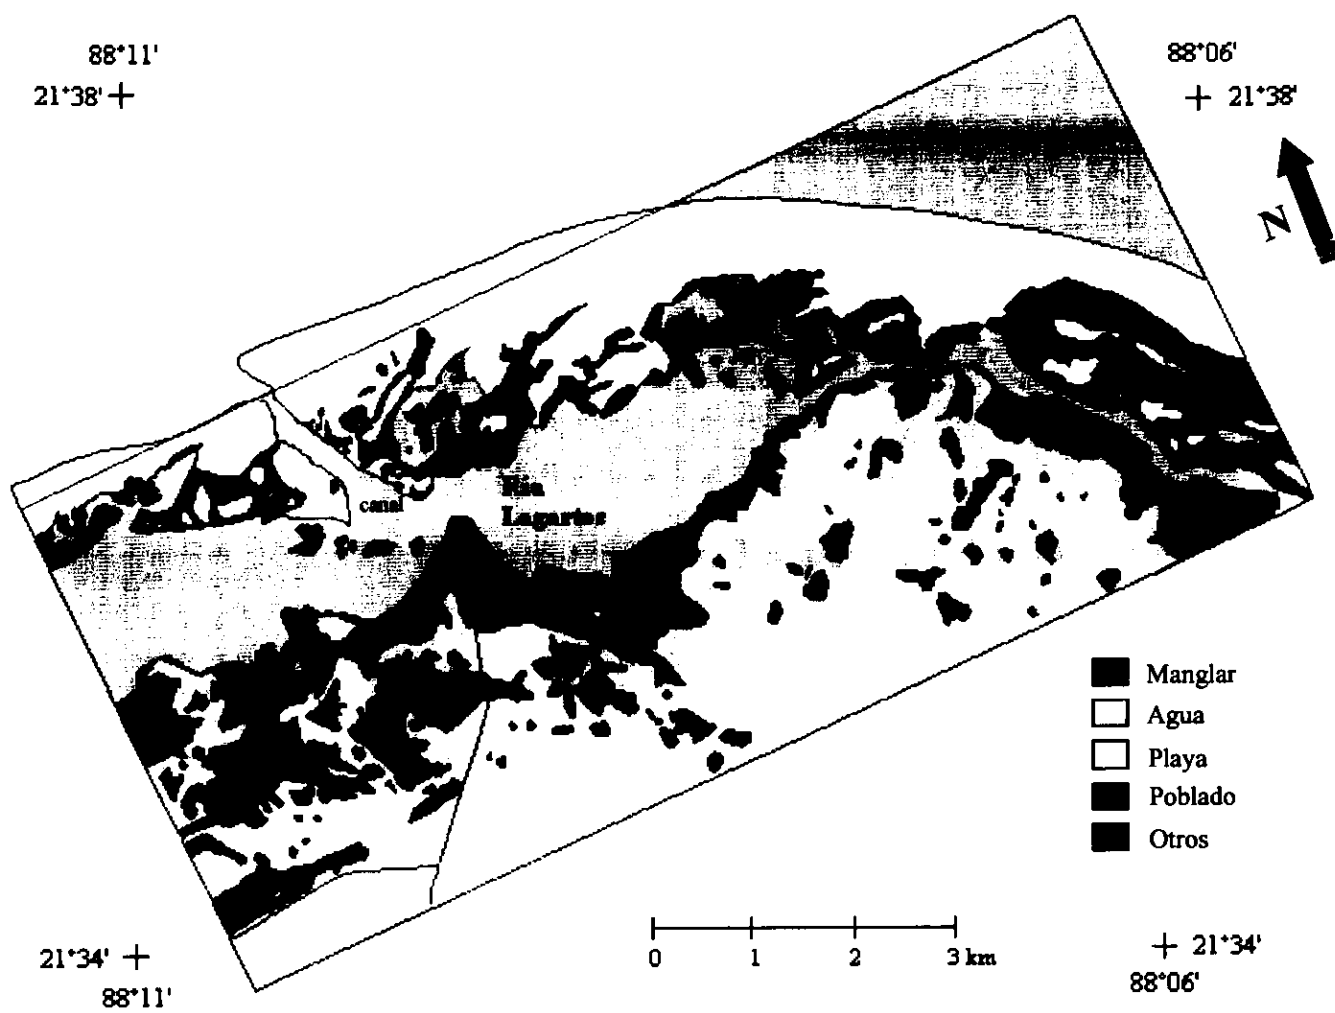 88°11'
21°38'
88°06'
21°38'
N
canal
Ría
Lagartos
Manglar
Agua
Playa
Poblado
Otros
0 1 2 3 km
21°34'
88°11'
21°34'
88°06'